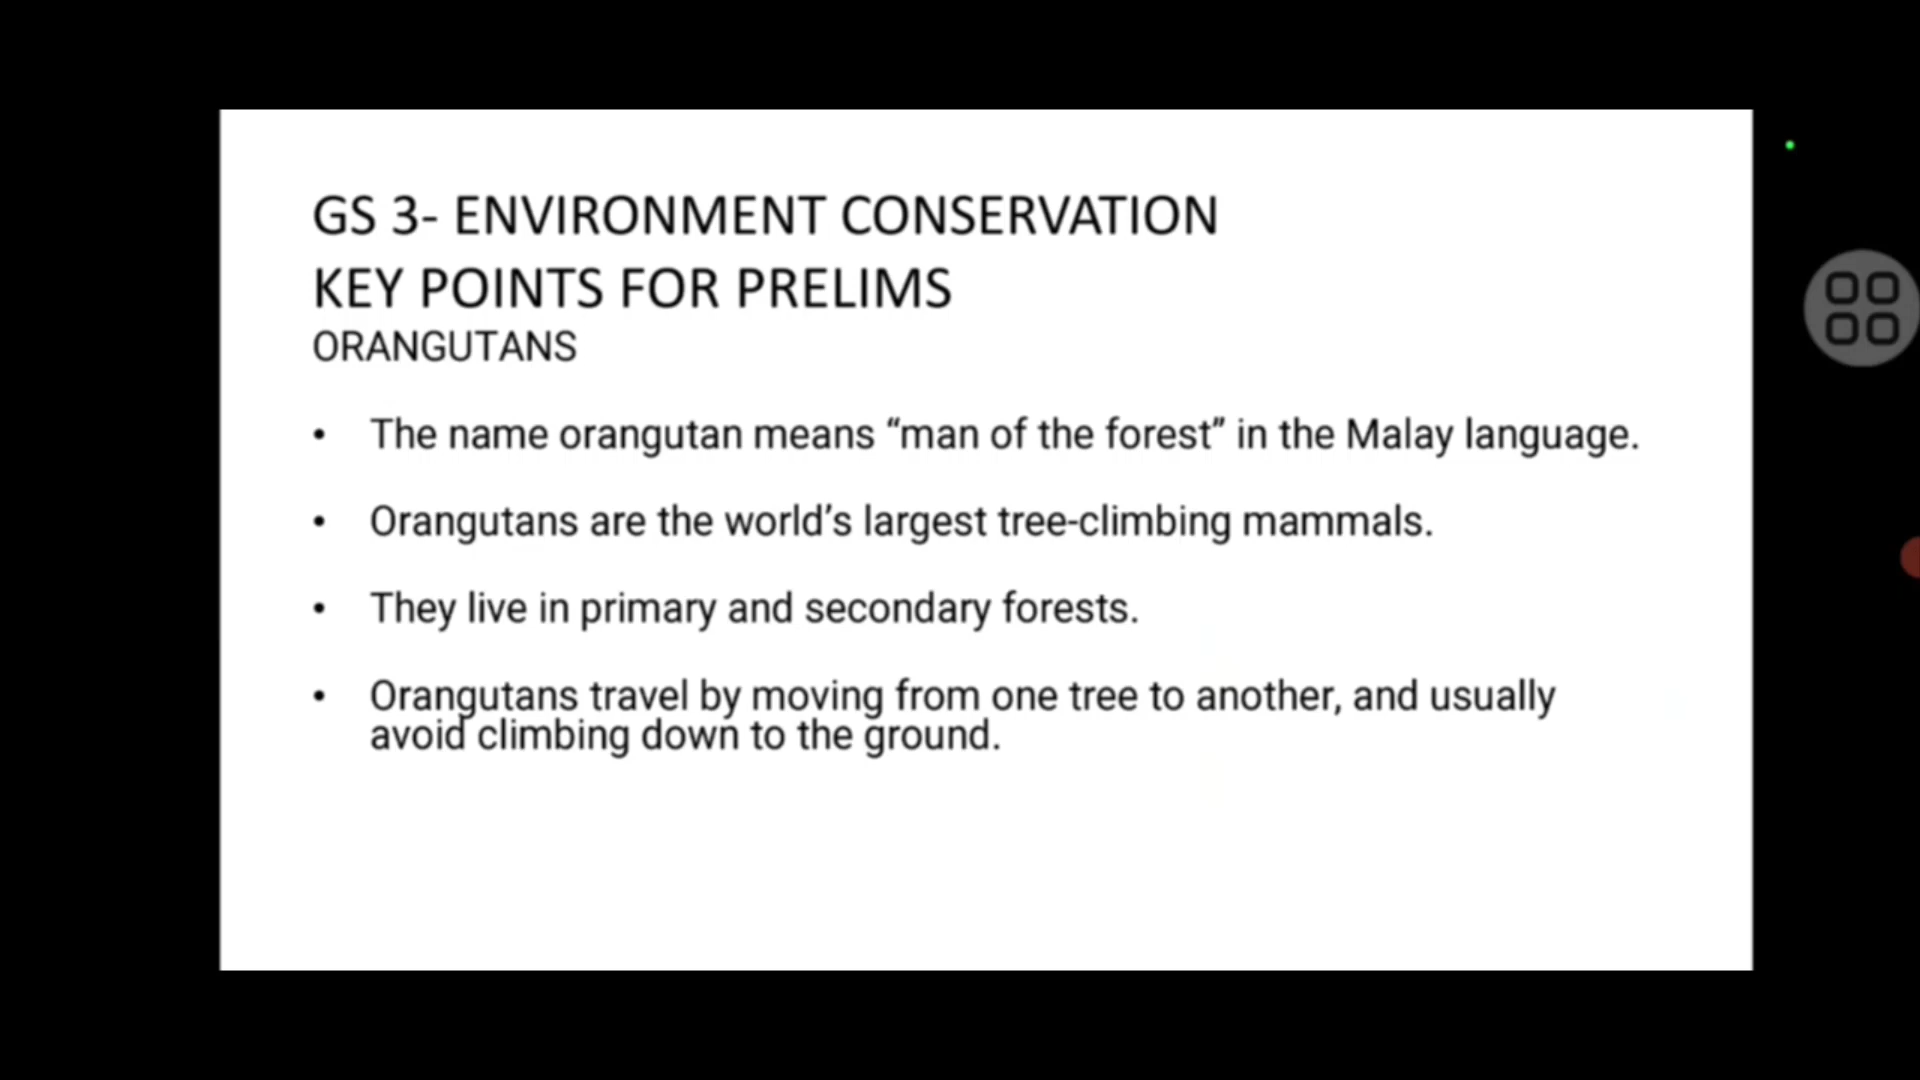 GS 3- ENVIRONMENT CONSERVATION
KEY POINTS FOR PRELIMS
ORANGUTANS
• The name orangutan means “man of the forest” in the Malay language.
• Orangutans are the world’s largest tree-climbing mammals.
• They live in primary and secondary forests.
• Orangutans travel by moving from one tree to another, and usually
avoid climbing down to the ground.